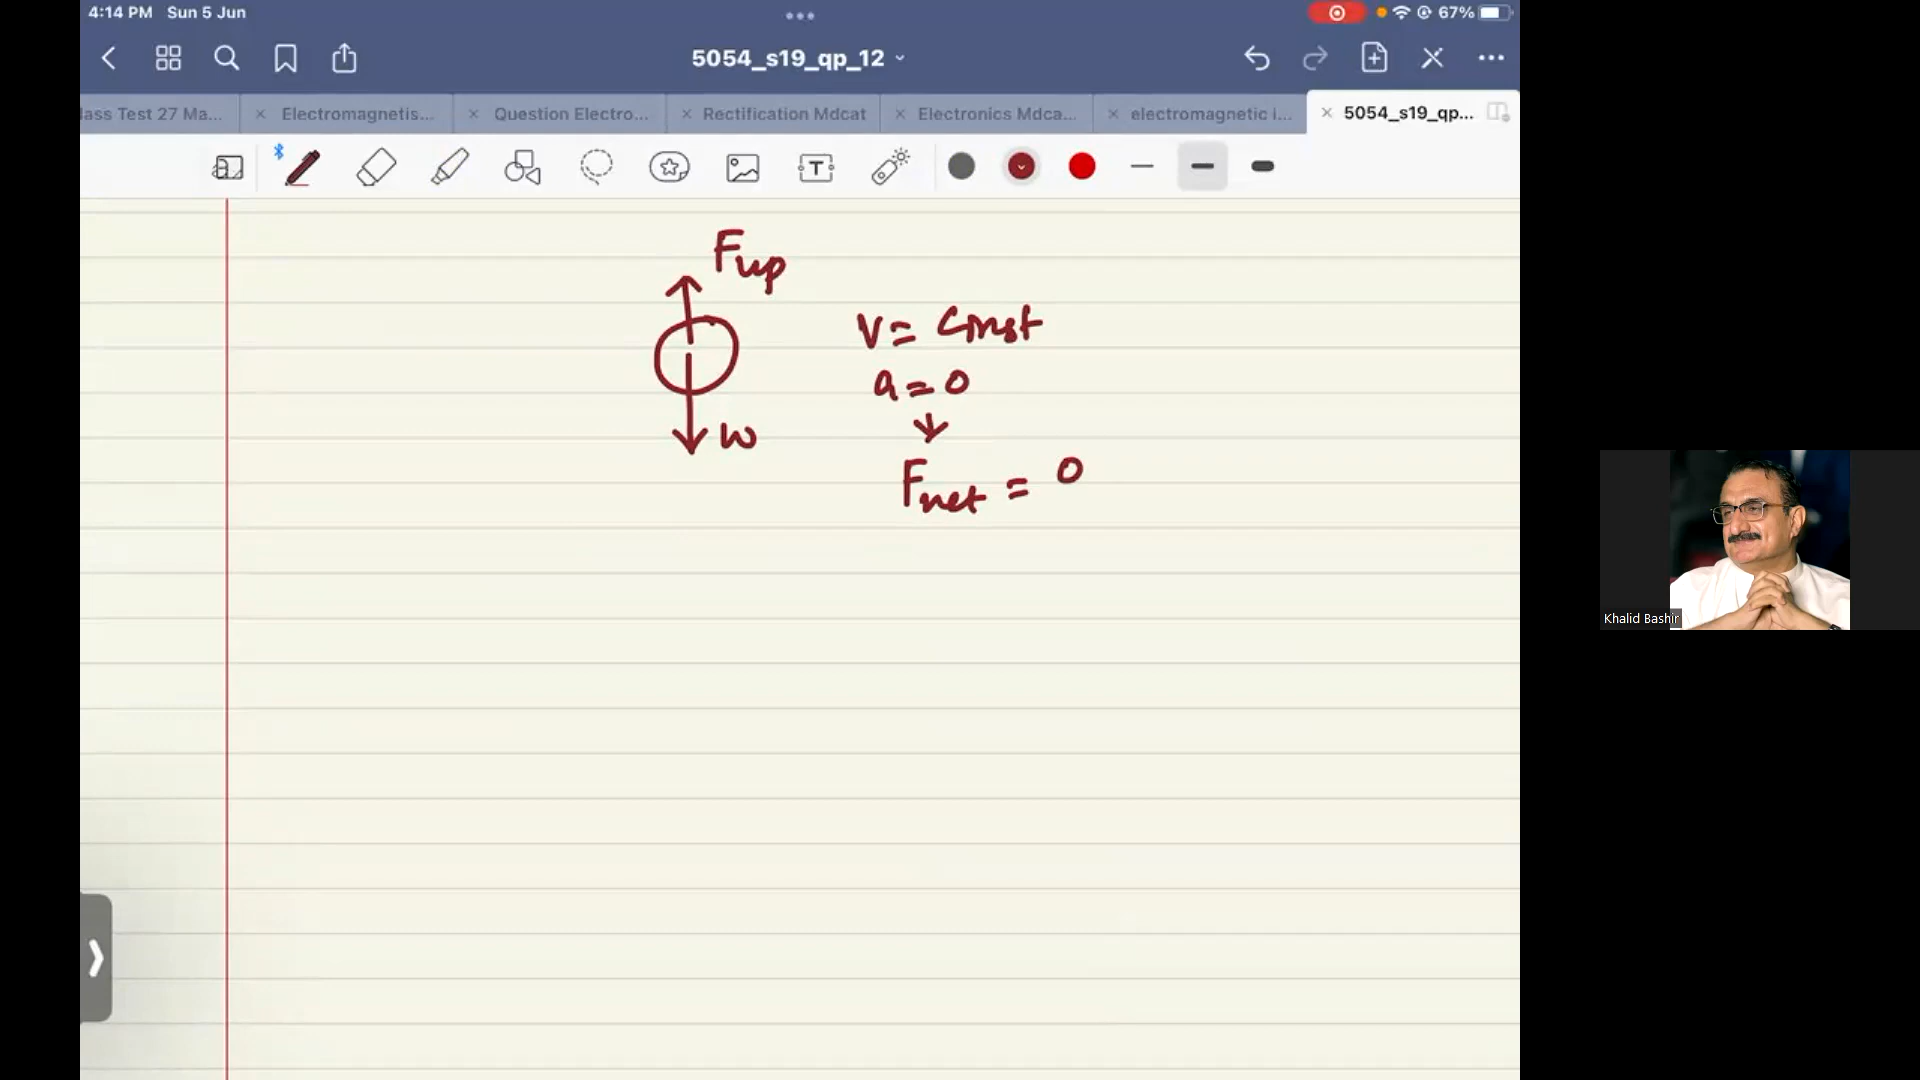 4:14 PM Sun 5 Jun
67%
5054_s19_qp_12
lass Test 27 Ma...
Electromagnetis...
Question Electro...
Rectification Mdcat
Electronics Mdca...
electromagnetic i...
5054_s19_qp...
T
Fup
v = Const
a = 0
w
Fnet = 0
Khalid Bashir